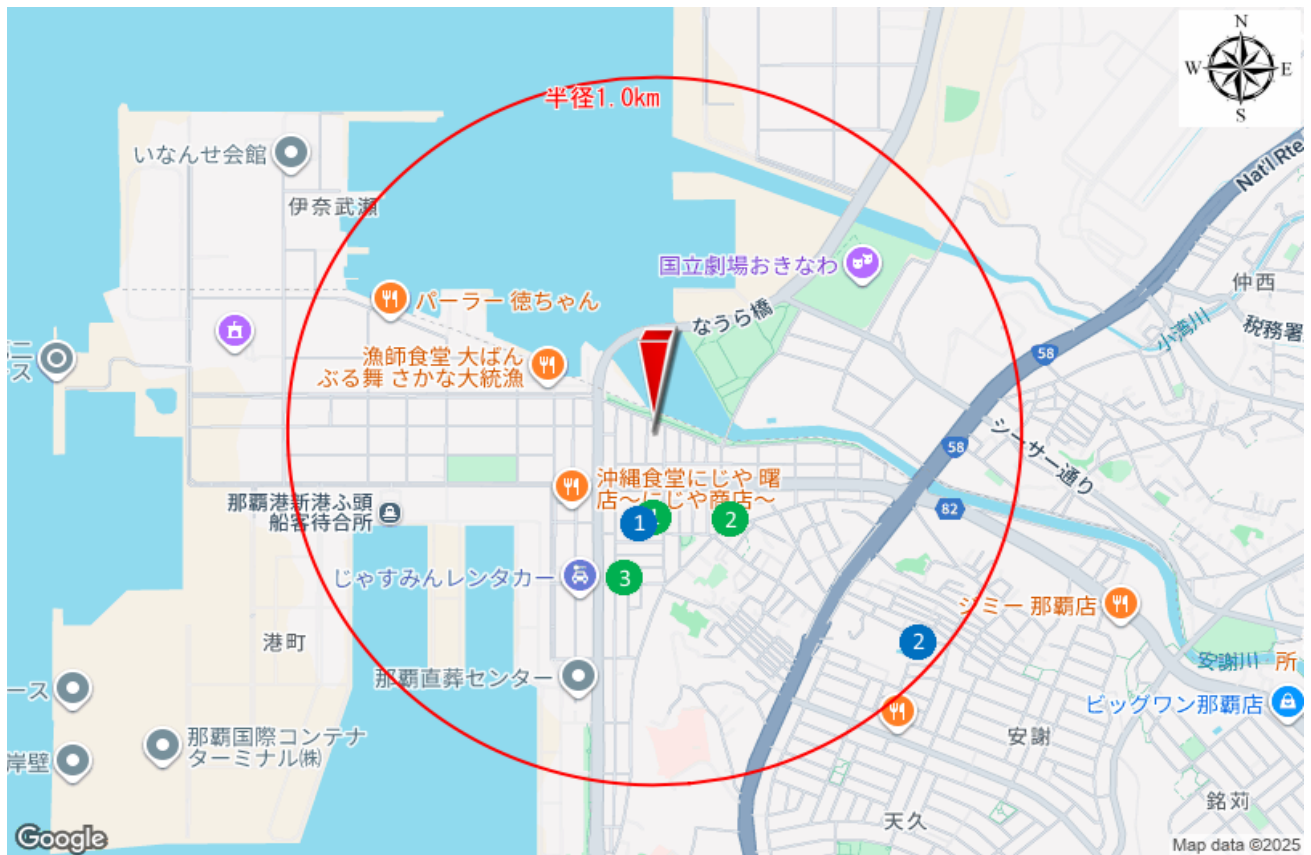 N
W
E
S
半径1.0km
いなんせ会館
伊奈武瀬
Nat'l Rte
国立劇場おきなわ
仲西
パーラー 徳ちゃん
なうら橋
小湾川
税務署
58
漁師食堂 大ばん
ぶる舞 さかな大統漁
ニ
ス
シーサー通り
58
沖縄食堂にじや 曙
店～にじや商店～
那覇港新港ふ頭
船客待合所
82
1
1
2
じゃすみんレンタカー
3
ジミー 那覇店
港町
2
安謝川
所
那覇直葬センター
ース
ビッグワン那覇店
那覇国際コンテナ
ターミナル㈱
安謝
岸壁
銘苅
天久
Google
Map data ©2025